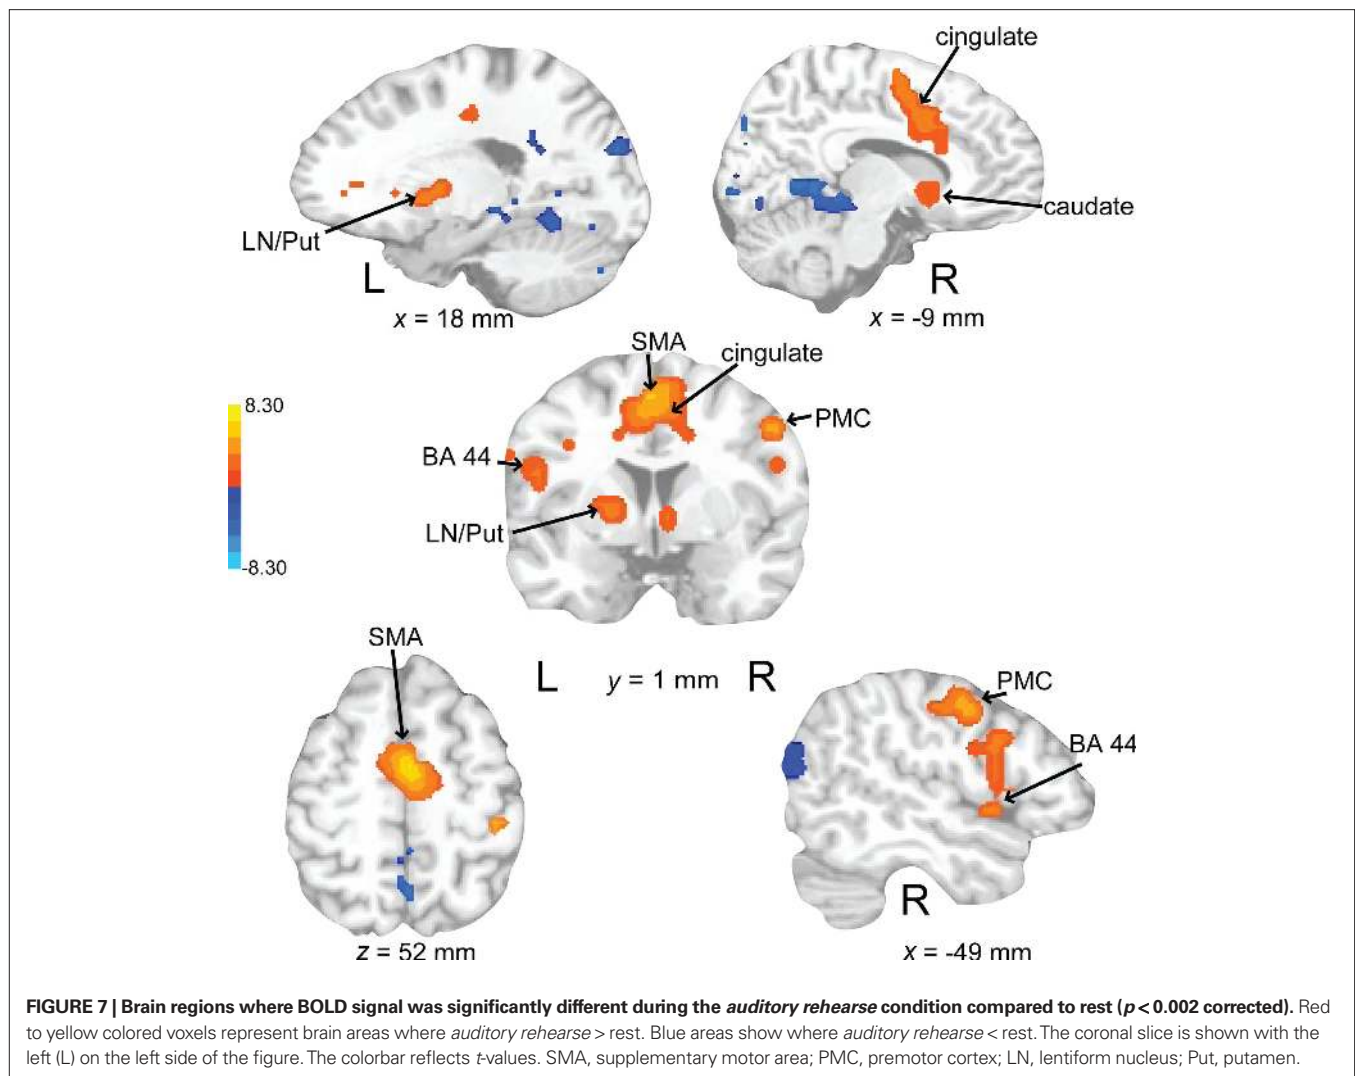 cingulate
caudate
LN/Put
L
R
x = 18 mm
x = -9 mm
SMA
cingulate
PMC
BA 44
LN/Put
8.30
-8.30
SMA
L
y = 1 mm
R
PMC
BA 44
R
z = 52 mm
x = -49 mm
FIGURE 7 | Brain regions where BOLD signal was significantly different during the auditory rehearse condition compared to rest (p < 0.002 corrected). Red
to yellow colored voxels represent brain areas where auditory rehearse > rest. Blue areas show where auditory rehearse < rest. The coronal slice is shown with the
left (L) on the left side of the figure. The colorbar reflects t-values. SMA, supplementary motor area; PMC, premotor cortex; LN, lentiform nucleus; Put, putamen.